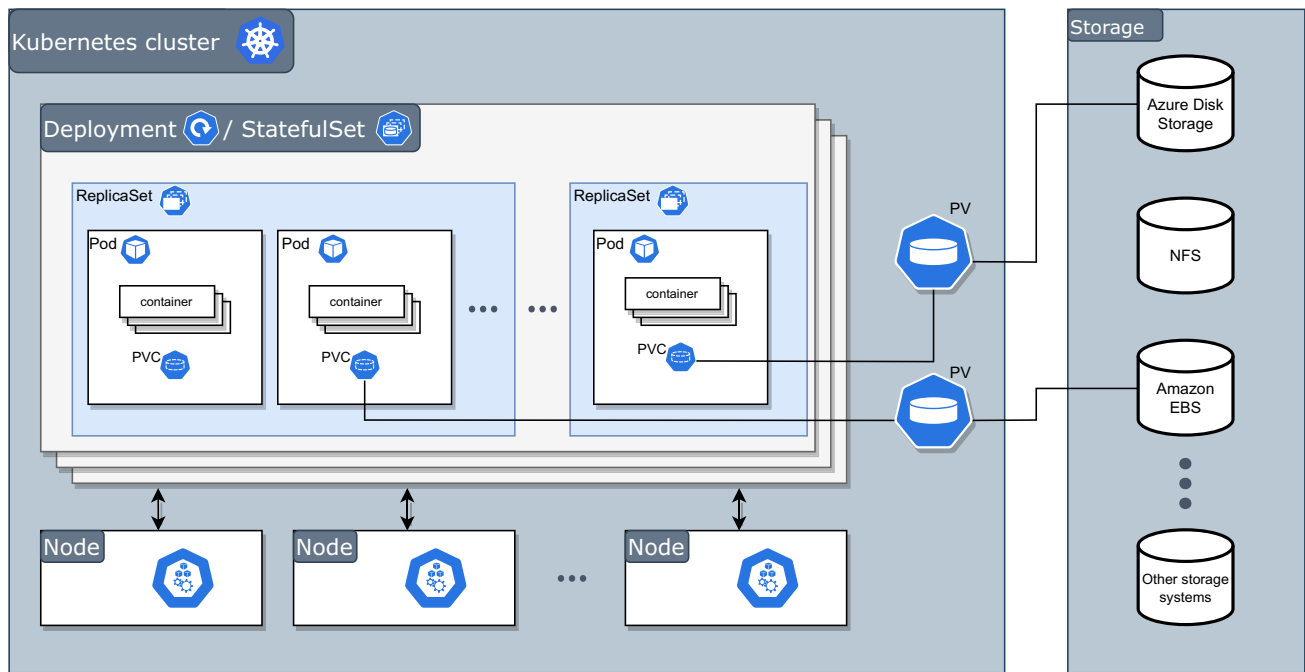 Kubernetes cluster
Deployment / StatefulSet
ReplicaSet
Pod
container
PVC
Pod
container
PVC
ReplicaSet
Pod
container
PVC
PV
PV
Node
Node
Node
Storage
Azure Disk
Storage
NFS
Amazon
EBS
Other storage
systems